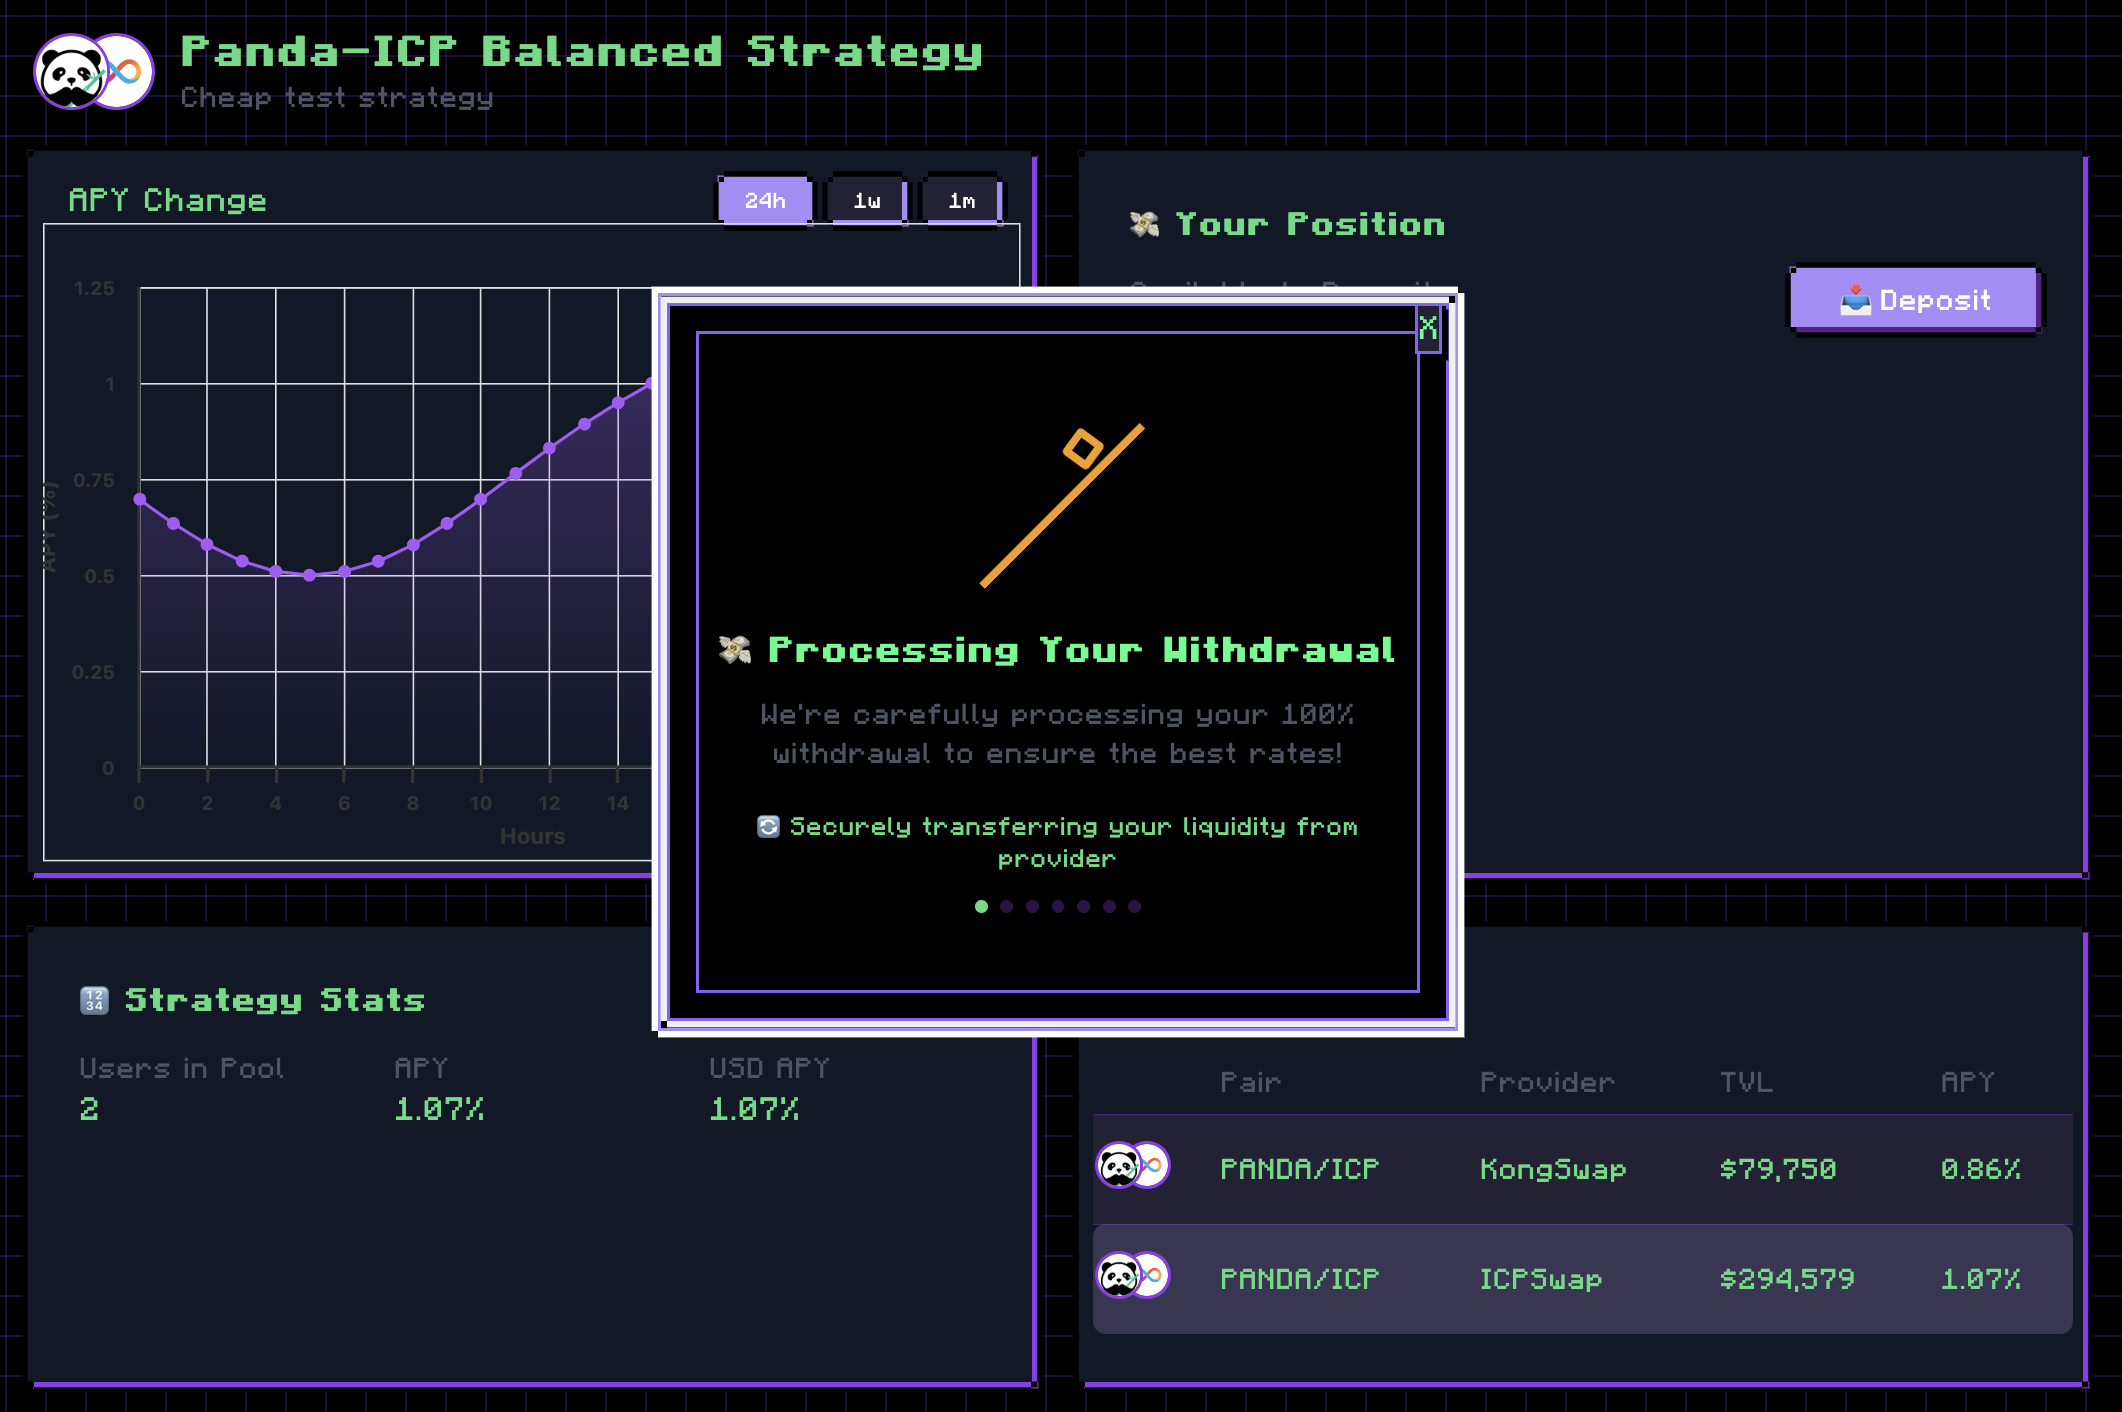 Panda-ICP Balanced Strategy
Cheap test strategy
APY Change
24h
1w
1m
1.25
1
0.75
0.5
0.25
0
APY (%)
0 2 4 6 8 10 12 14
Hours
Your Position
Deposit
X
Processing Your Withdrawal
We're carefully processing your 100%
withdrawal to ensure the best rates!
Securely transferring your liquidity from
provider
Strategy Stats
Users in Pool APY USD APY
2 1.07% 1.07%
Pair Provider TVL APY
PANDA/ICP KongSwap $79,750 0.86%
PANDA/ICP ICPSwap $294,579 1.07%